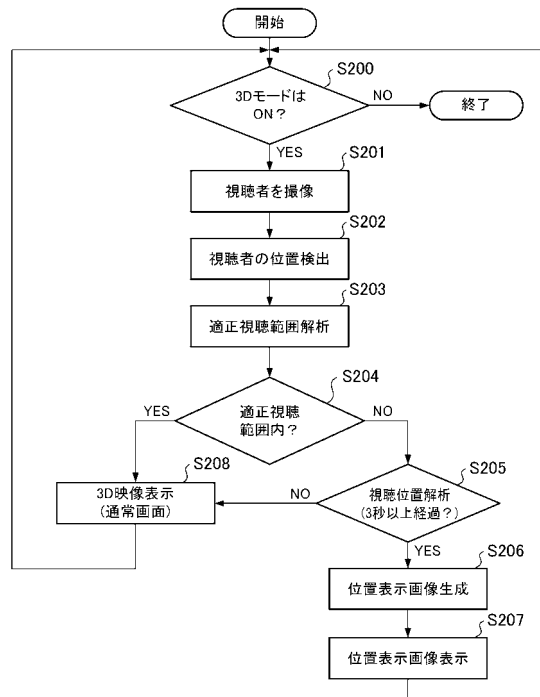 開始
S200
3Dモードは
ON？
NO
終了
YES
S201
視聴者を撮像
S202
視聴者の位置検出
S203
適正視聴範囲解析
S204
YES
適正視聴
範囲内？
NO
S208
3D映像表示
(通常画面)
NO
S205
視聴位置解析
(3秒以上経過？)
YES
S206
位置表示画像生成
S207
位置表示画像表示